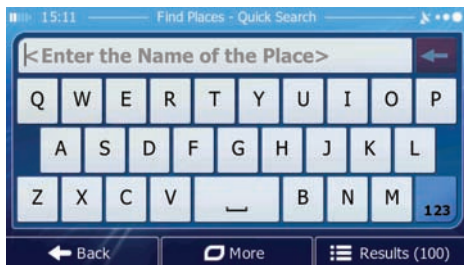 15:11 Find Places - Quick Search
<Enter the Name of the Place>
Q W E R T Y U I O P
A S D F G H J K L
Z X C V B N M 123
Back More Results (100)